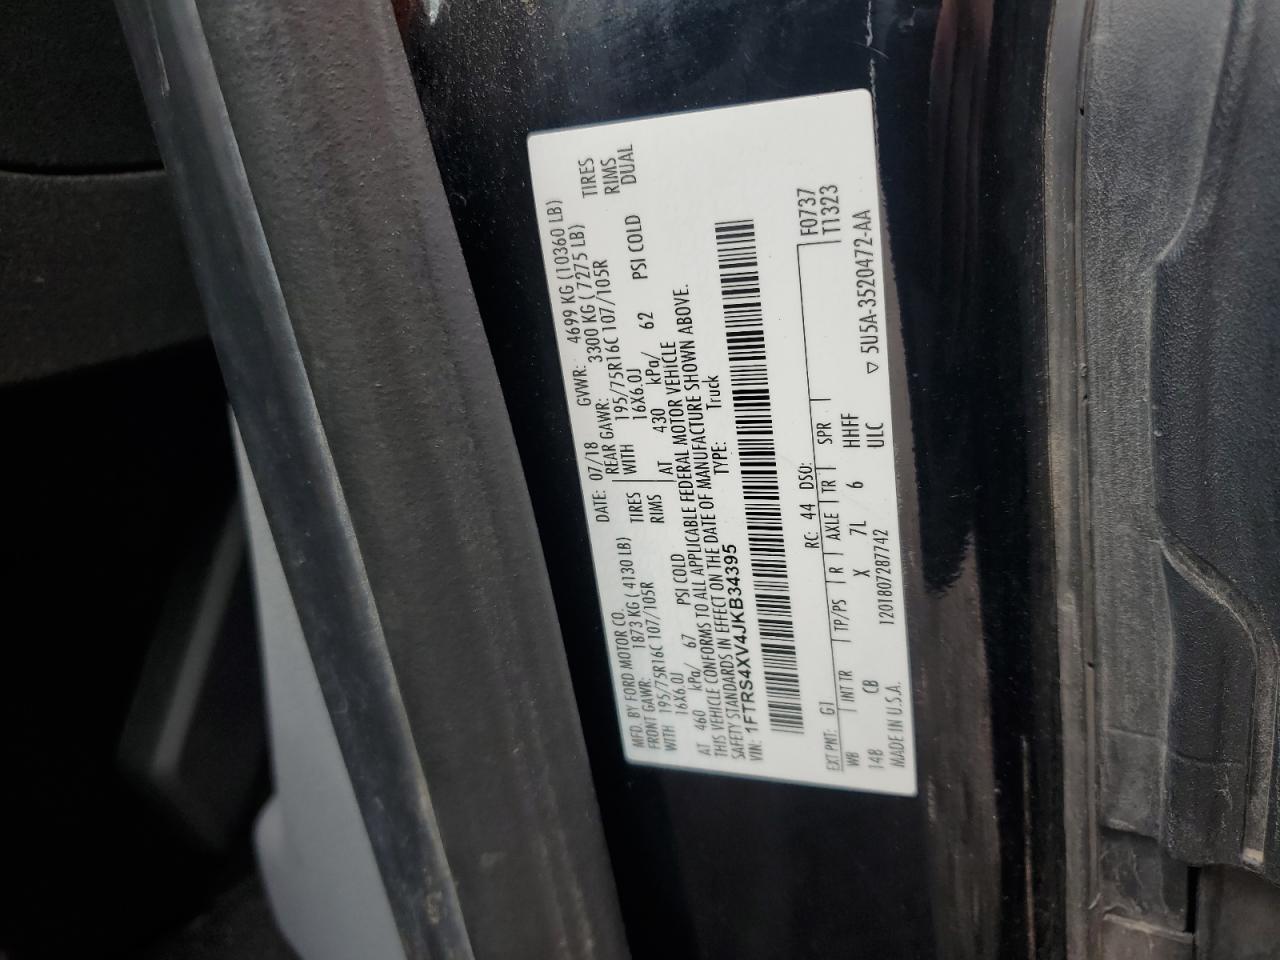 MFD. BY FORD MOTOR CO. DATE: 07/18 GVWR: 4699 KG (10360 LB)
FRONT GAWR: 1873 KG ( 4130 LB) REAR GAWR: 3300 KG ( 7275 LB)
WITH 195/75R16C 107/105R TIRES WITH 195/75R16C 107/105R TIRES
16X6.0J RIMS 16X6.0J RIMS
AT 460 kPa/ 67 PSI COLD AT 430 kPa/ 62 PSI COLD DUAL
THIS VEHICLE CONFORMS TO ALL APPLICABLE FEDERAL MOTOR VEHICLE
SAFETY STANDARDS IN EFFECT ON THE DATE OF MANUFACTURE SHOWN ABOVE.
VIN: 1FTRS4XV4JKB34395 TYPE: Truck
F0737
EXT PNT: G1 RC: 44 DSO: T1323
WB INT TR TP/PS R AXLE TR SPR
148 CB X 7L 6 HHFF
MADE IN U.S.A. 1201807287742 ULC ▽ 5U5A-3520472-AA